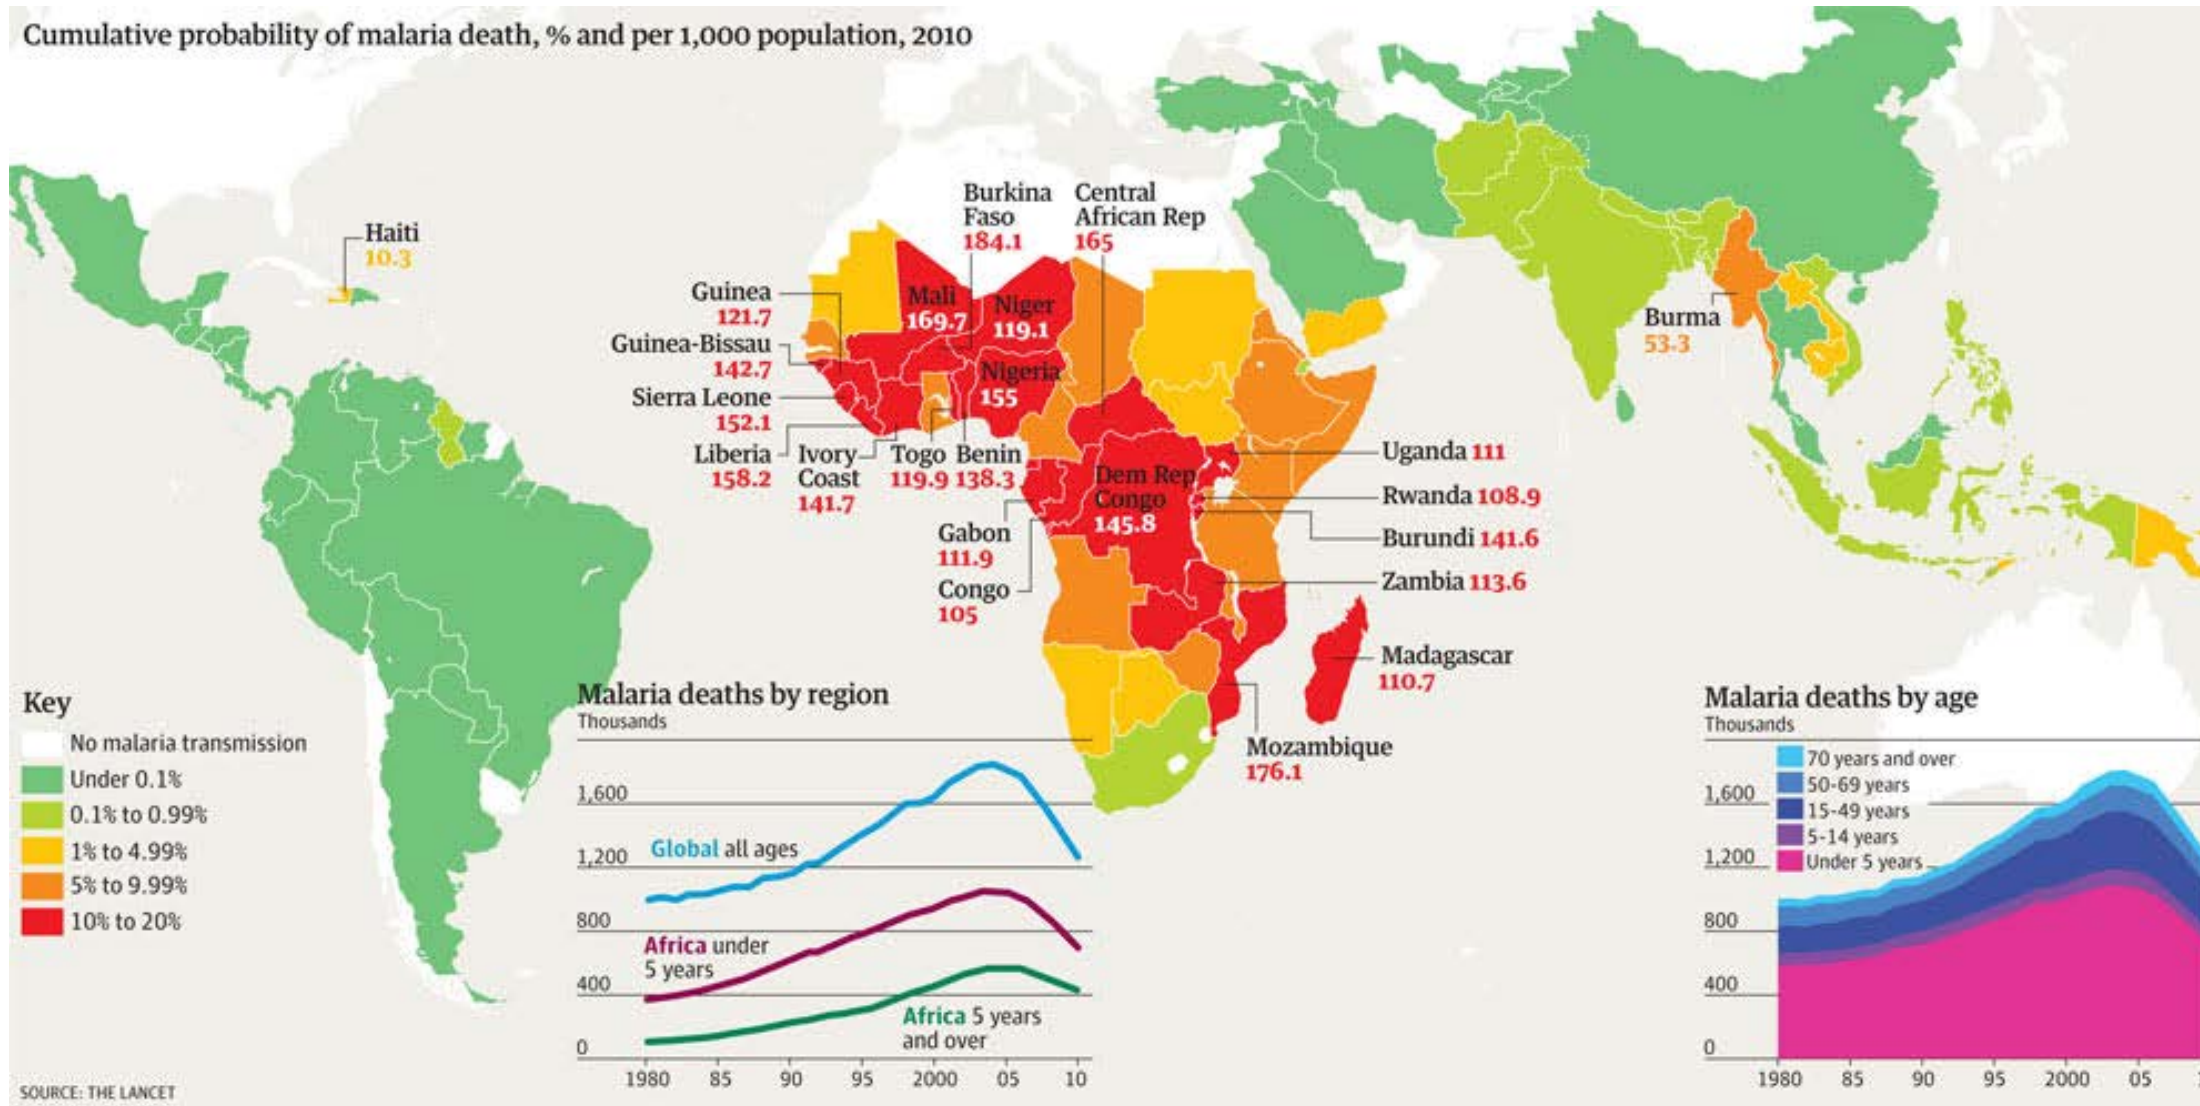 Cumulative probability of malaria death, % and per 1,000 population, 2010
Haiti
10.3
Burkina
Faso
184.1
Central
African Rep
165
Guinea
121.7
Guinea-Bissau
142.7
Sierra Leone
152.1
Liberia
158.2
Ivory
Coast
141.7
Togo
119.9
Benin
138.3
Mali
169.7
Niger
119.1
Nigeria
155
Dem Rep
Congo
145.8
Gabon
111.9
Congo
105
Uganda 111
Rwanda 108.9
Burundi 141.6
Zambia 113.6
Madagascar
110.7
Mozambique
176.1
Burma
53.3
Key
No malaria transmission
Under 0.1%
0.1% to 0.99%
1% to 4.99%
5% to 9.99%
10% to 20%
SOURCE: THE LANCET
Malaria deaths by region
Thousands
1,600
1,200
800
400
0
Global all ages
Africa under
5 years
Africa 5 years
and over
1980 85 90 95 2000 05 10
Malaria deaths by age
Thousands
70 years and over
50-69 years
15-49 years
5-14 years
Under 5 years
1,600
1,200
800
400
0
1980 85 90 95 2000 05